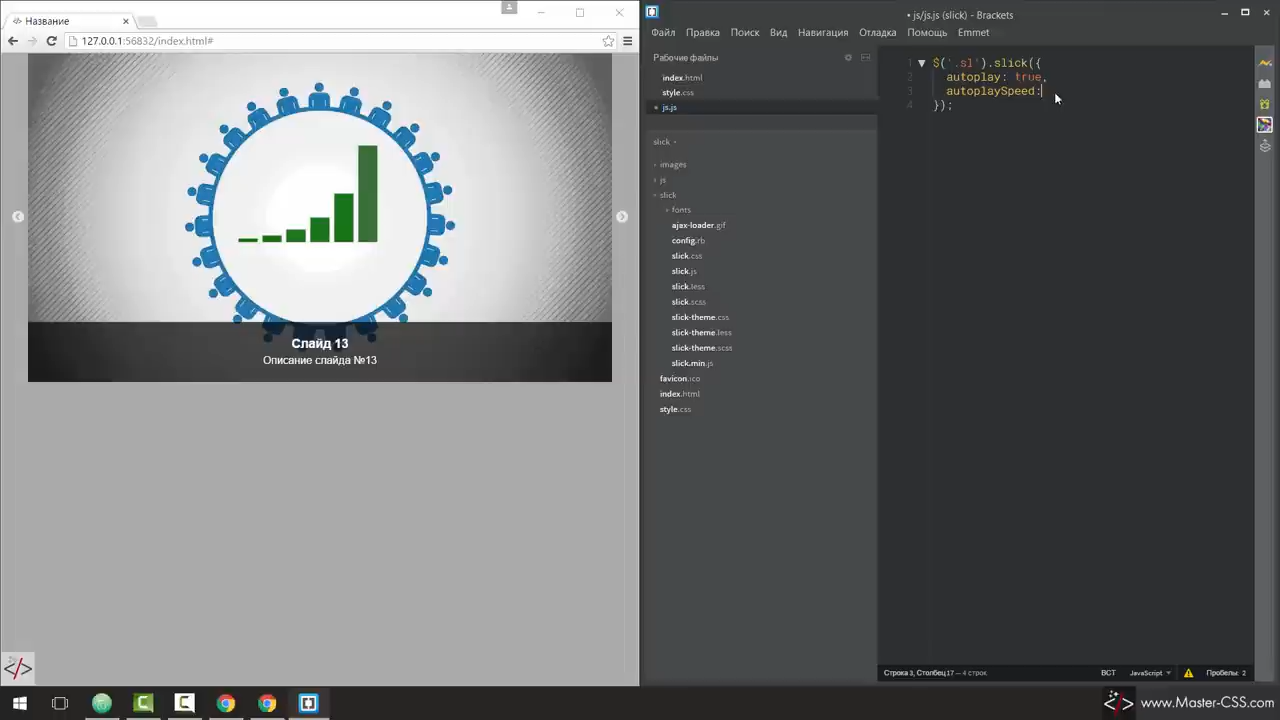 </> Название
127.0.0.1:56832/index.html#
Слайд 13
Описание слайда №13
• js/js.js (slick) - Brackets
Файл Правка Поиск Вид Навигация Отладка Помощь Emmet
Рабочие файлы
index.html
style.css
js.js
slick
images
js
slick
fonts
ajax-loader.gif
config.rb
slick.css
slick.js
slick.less
slick.scss
slick-theme.css
slick-theme.less
slick-theme.scss
slick.min.js
favicon.ico
index.html
style.css
1 $('.sl').slick({
2 autoplay: true,
3 autoplaySpeed:
4 });
Строка 3, Столбец 17 — 4 строк
ВСТ JavaScript Пробелы: 2
</>
</> www.Master-CSS.com